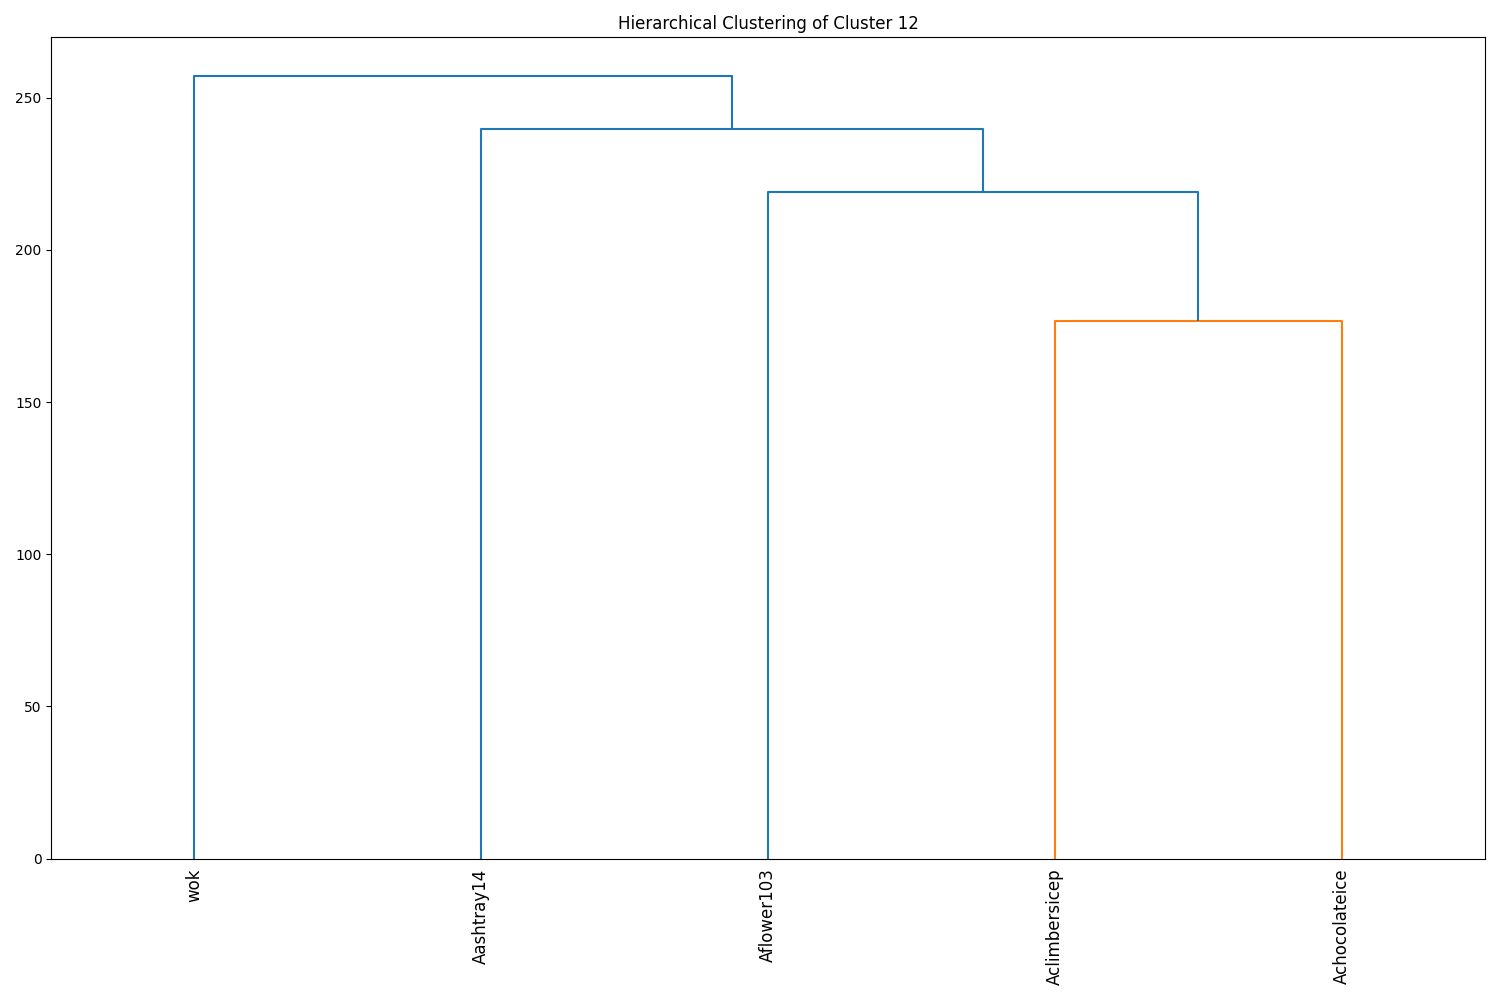 Hierarchical Clustering of Cluster 12
250
200
150
100
50
0
wok
Aashtray14
Aflower103
Aclimbersicep
Achocolateice